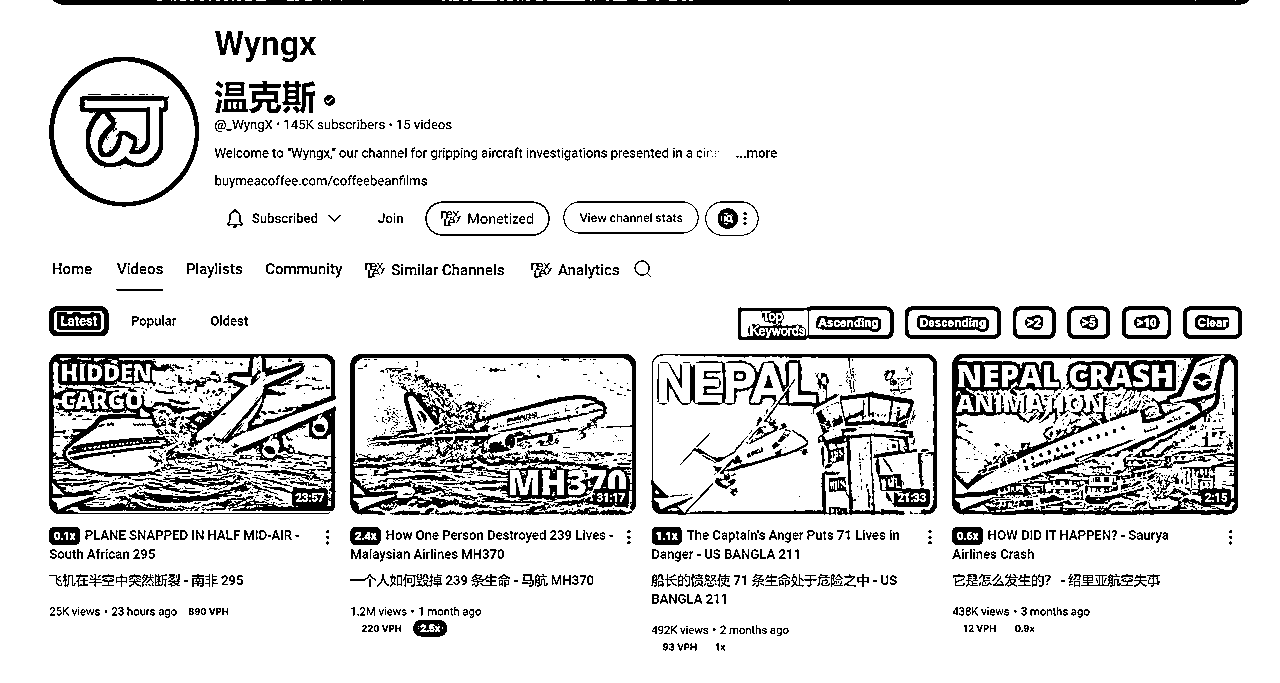 Wyngx
温克斯
@_WyngX • 145K subscribers • 15 videos
Welcome to "Wyngx," our channel for gripping aircraft investigations presented in a ...more
buymeacoffee.com/coffeebeanfilms
Subscribed Join Monetized View channel stats
Home Videos Playlists Community Similar Channels Analytics
Latest Popular Oldest Top Keywords Ascending Descending >2 >5 >10 Clear
HIDDEN
CARGO
23:57
MH370
31:17
NEPAL
21:33
NEPAL CRASH
ANIMATION
2:15
0.1x PLANE SNAPPED IN HALF MID-AIR -
South African 295
飞机在半空中突然断裂 - 南非 295
25K views • 23 hours ago 890 VPH
2.4x How One Person Destroyed 239 Lives -
Malaysian Airlines MH370
一个人如何毁掉 239 条生命 - 马航 MH370
1.2M views • 1 month ago
220 VPH 2.5x
1.1x The Captain's Anger Puts 71 Lives in
Danger - US BANGLA 211
船长的愤怒使 71 条生命处于危险之中 - US
BANGLA 211
492K views • 2 months ago
93 VPH 1x
0.6x HOW DID IT HAPPEN? - Saurya
Airlines Crash
它是怎么发生的？ - 绍里亚航空失事
438K views • 3 months ago
12 VPH 0.9x